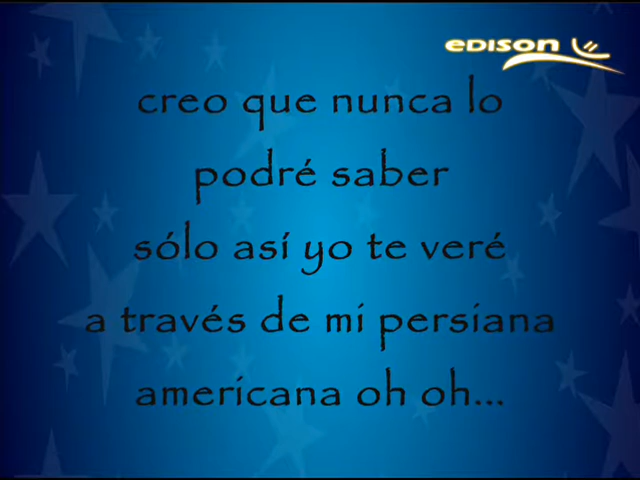 EDISON
creo que nunca lo
podré saber
sólo así yo te veré
a través de mi persiana
americana oh oh...